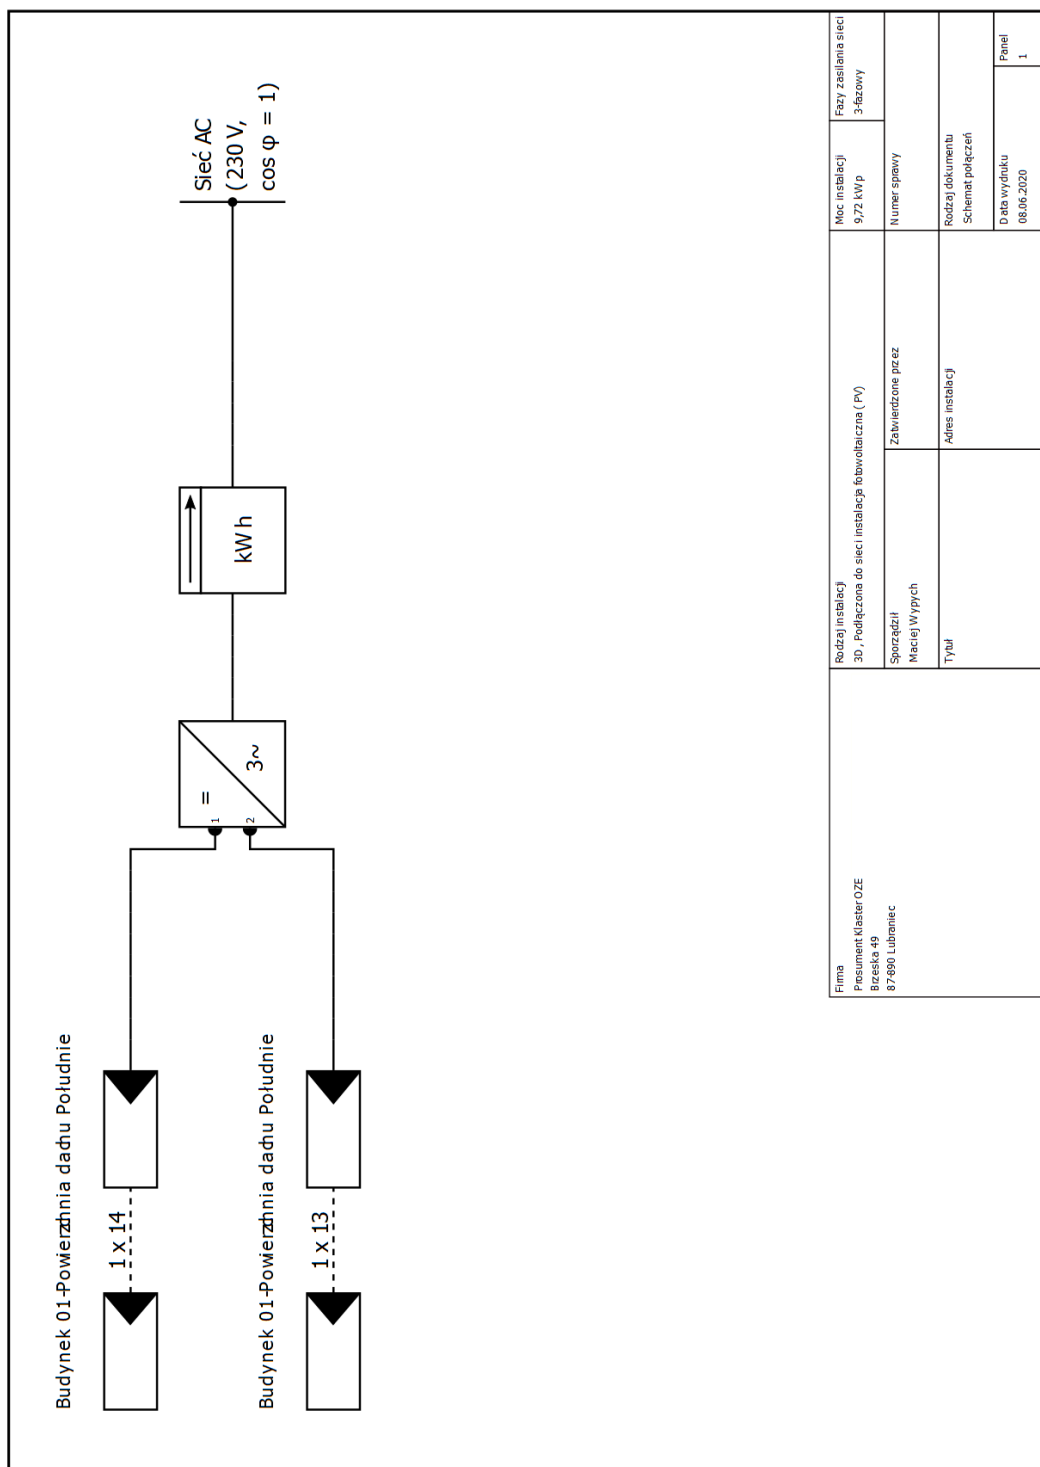 Budynek 01-Powierzchnia dachu Południe
1 x 14
Budynek 01-Powierzchnia dachu Południe
1 x 13
1
2
=
3~
kWh
Sieć AC
(230 V,
cos φ = 1)
Firma
Prosument Klaster OZE
Brzeska 49
87-890 Lubraniec
Rodzaj instalacji
3D, Podłączona do sieci instalacja fotowoltaiczna (PV)
Moc instalacji
9,72 kWp
Fazy zasilania sieci
3-fazowy
Sporządził
Maciej Wypych
Zatwierdzone przez
Numer sprawy
Tytuł
Adres instalacji
Rodzaj dokumentu
Schemat połączeń
Data wydruku
08.06.2020
Panel
1